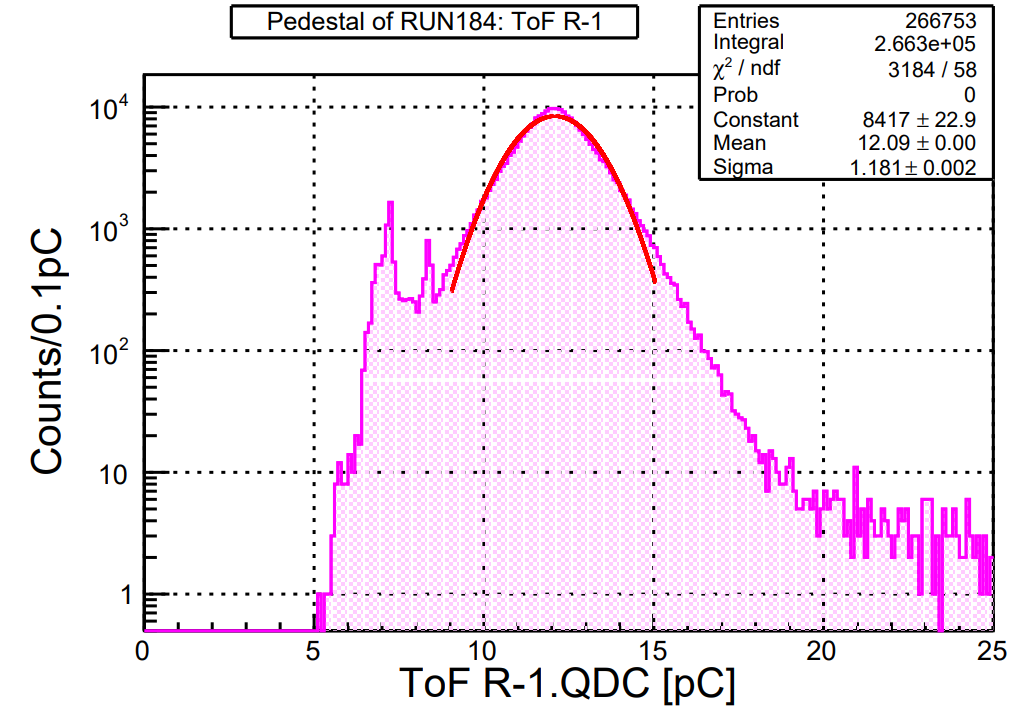 Pedestal of RUN184: ToF R-1
Entries 266753
Integral 2.663e+05
χ² / ndf 3184 / 58
Prob 0
Constant 8417 ± 22.9
Mean 12.09 ± 0.00
Sigma 1.181 ± 0.002
Counts/0.1pC
10⁴
10³
10²
10
1
0 5 10 15 20 25
ToF R-1.QDC [pC]